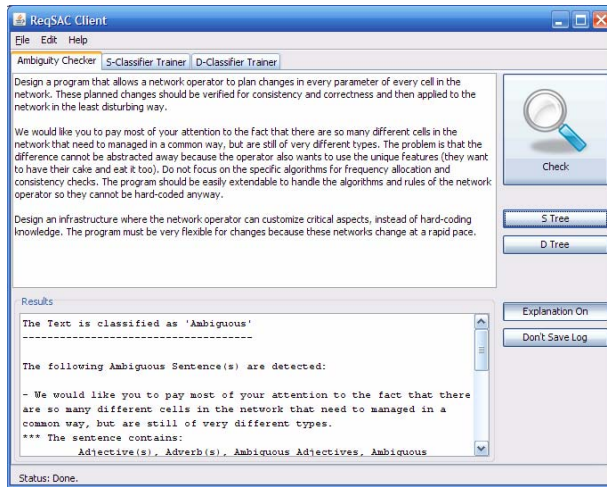 ReqSAC Client
File Edit Help
Ambiguity Checker S-Classifier Trainer D-Classifier Trainer
Design a program that allows a network operator to plan changes in every parameter of every cell in the
network. These planned changes should be verified for consistency and correctness and then applied to the
network in the least disturbing way.
We would like you to pay most of your attention to the fact that there are so many different cells in the
network that need to managed in a common way, but are still of very different types. The problem is that the
difference cannot be abstracted away because the operator also wants to use the unique features (they want
to have their cake and eat it too). Do not focus on the specific algorithms for frequency allocation and
consistency checks. The program should be easily extendable to handle the algorithms and rules of the network
operator so they cannot be hard-coded anyway.
Design an infrastructure where the network operator can customize critical aspects, instead of hard-coding
knowledge. The program must be very flexible for changes because these networks change at a rapid pace.
Check
S Tree
D Tree
Results
The Text is classified as 'Ambiguous'
-------------------------------------
The following Ambiguous Sentence(s) are detected:
- We would like you to pay most of your attention to the fact that there
are so many different cells in the network that need to managed in a
common way, but are still of very different types.
*** The sentence contains:
Adjective(s), Adverb(s), Ambiguous Adjectives, Ambiguous
Explanation On
Don't Save Log
Status: Done.